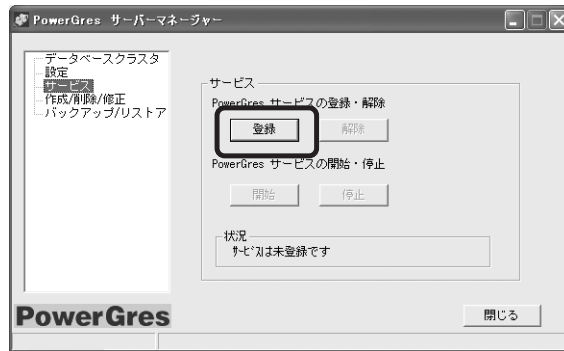 PowerGres サーバーマネージャー
データベースクラスタ
設定
サービス
作成/削除/修正
バックアップ/リストア
サービス
PowerGres サービスの登録・解除
登録 解除
PowerGres サービスの開始・停止
開始 停止
状況
ｻｰﾋﾞｽは未登録です
PowerGres
閉じる